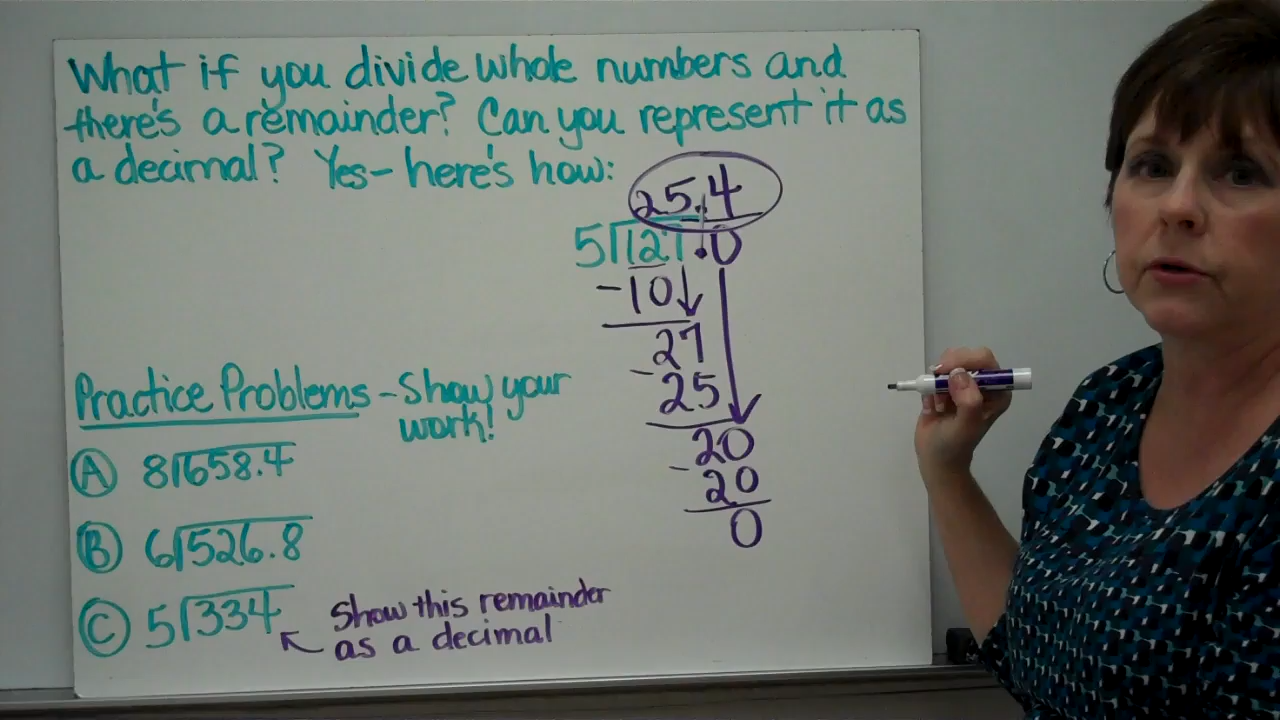 What if you divide whole numbers and
there's a remainder? Can you represent it as
a decimal? Yes- here's how:
25.4
5 127.0
-10
27
-25
20
-20
0
Practice Problems - Show your
work!
A 8 658.4
B 6 526.8
C 5 334
Show this remainder
as a decimal